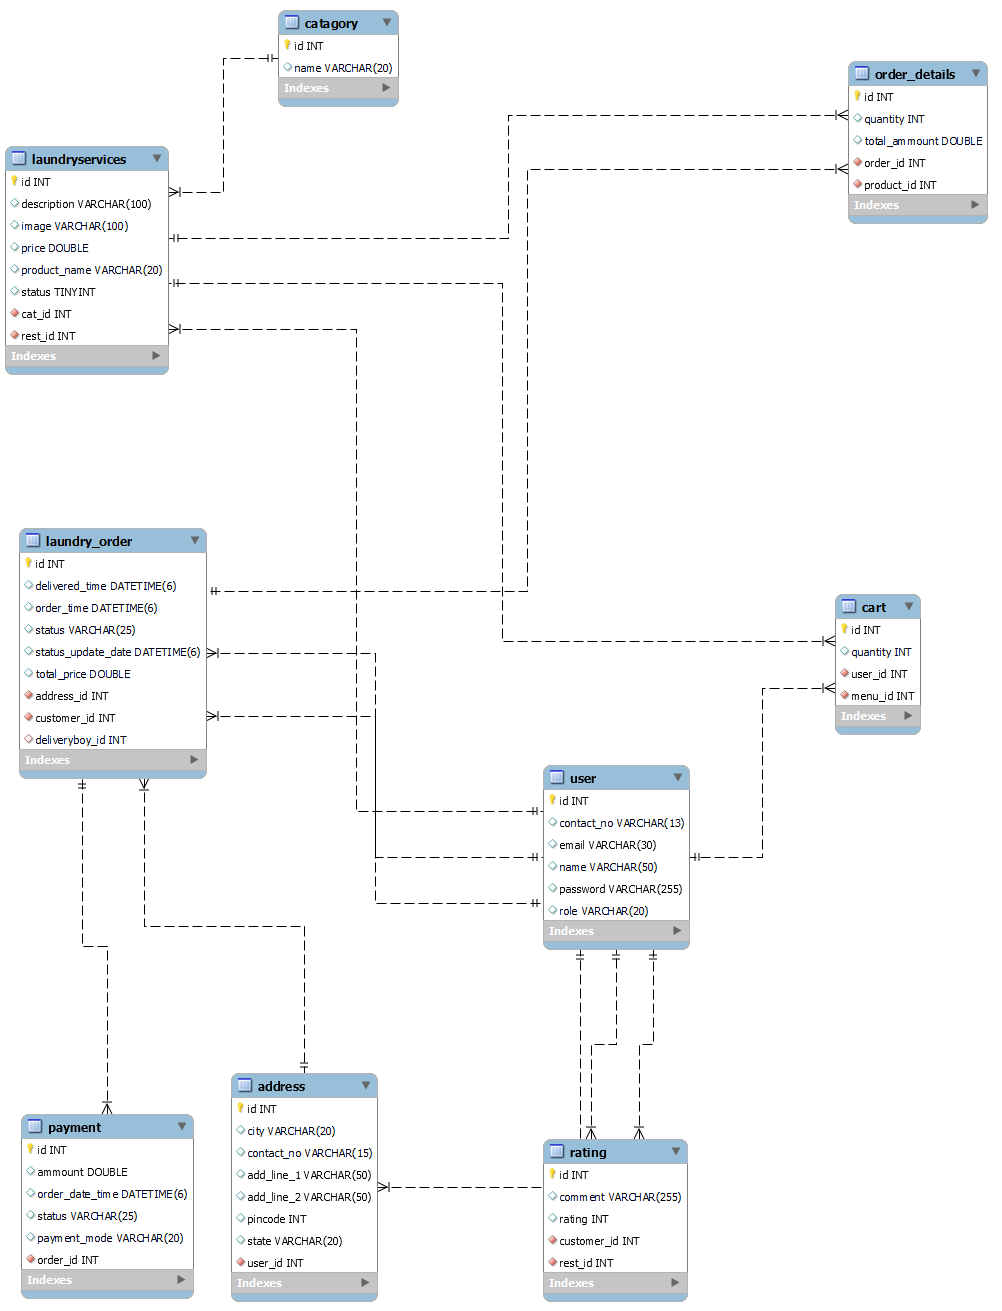 catagory
id INT
name VARCHAR(20)
Indexes
order_details
id INT
quantity INT
total_ammount DOUBLE
order_id INT
product_id INT
Indexes
laundryservices
id INT
description VARCHAR(100)
image VARCHAR(100)
price DOUBLE
product_name VARCHAR(20)
status TINYINT
cat_id INT
rest_id INT
Indexes
laundry_order
id INT
delivered_time DATETIME(6)
order_time DATETIME(6)
status VARCHAR(25)
status_update_date DATETIME(6)
total_price DOUBLE
address_id INT
customer_id INT
deliveryboy_id INT
Indexes
cart
id INT
quantity INT
user_id INT
menu_id INT
Indexes
user
id INT
contact_no VARCHAR(13)
email VARCHAR(30)
name VARCHAR(50)
password VARCHAR(255)
role VARCHAR(20)
Indexes
payment
id INT
ammount DOUBLE
order_date_time DATETIME(6)
status VARCHAR(25)
payment_mode VARCHAR(20)
order_id INT
Indexes
address
id INT
city VARCHAR(20)
contact_no VARCHAR(15)
add_line_1 VARCHAR(50)
add_line_2 VARCHAR(50)
pincode INT
state VARCHAR(20)
user_id INT
Indexes
rating
id INT
comment VARCHAR(255)
rating INT
customer_id INT
rest_id INT
Indexes